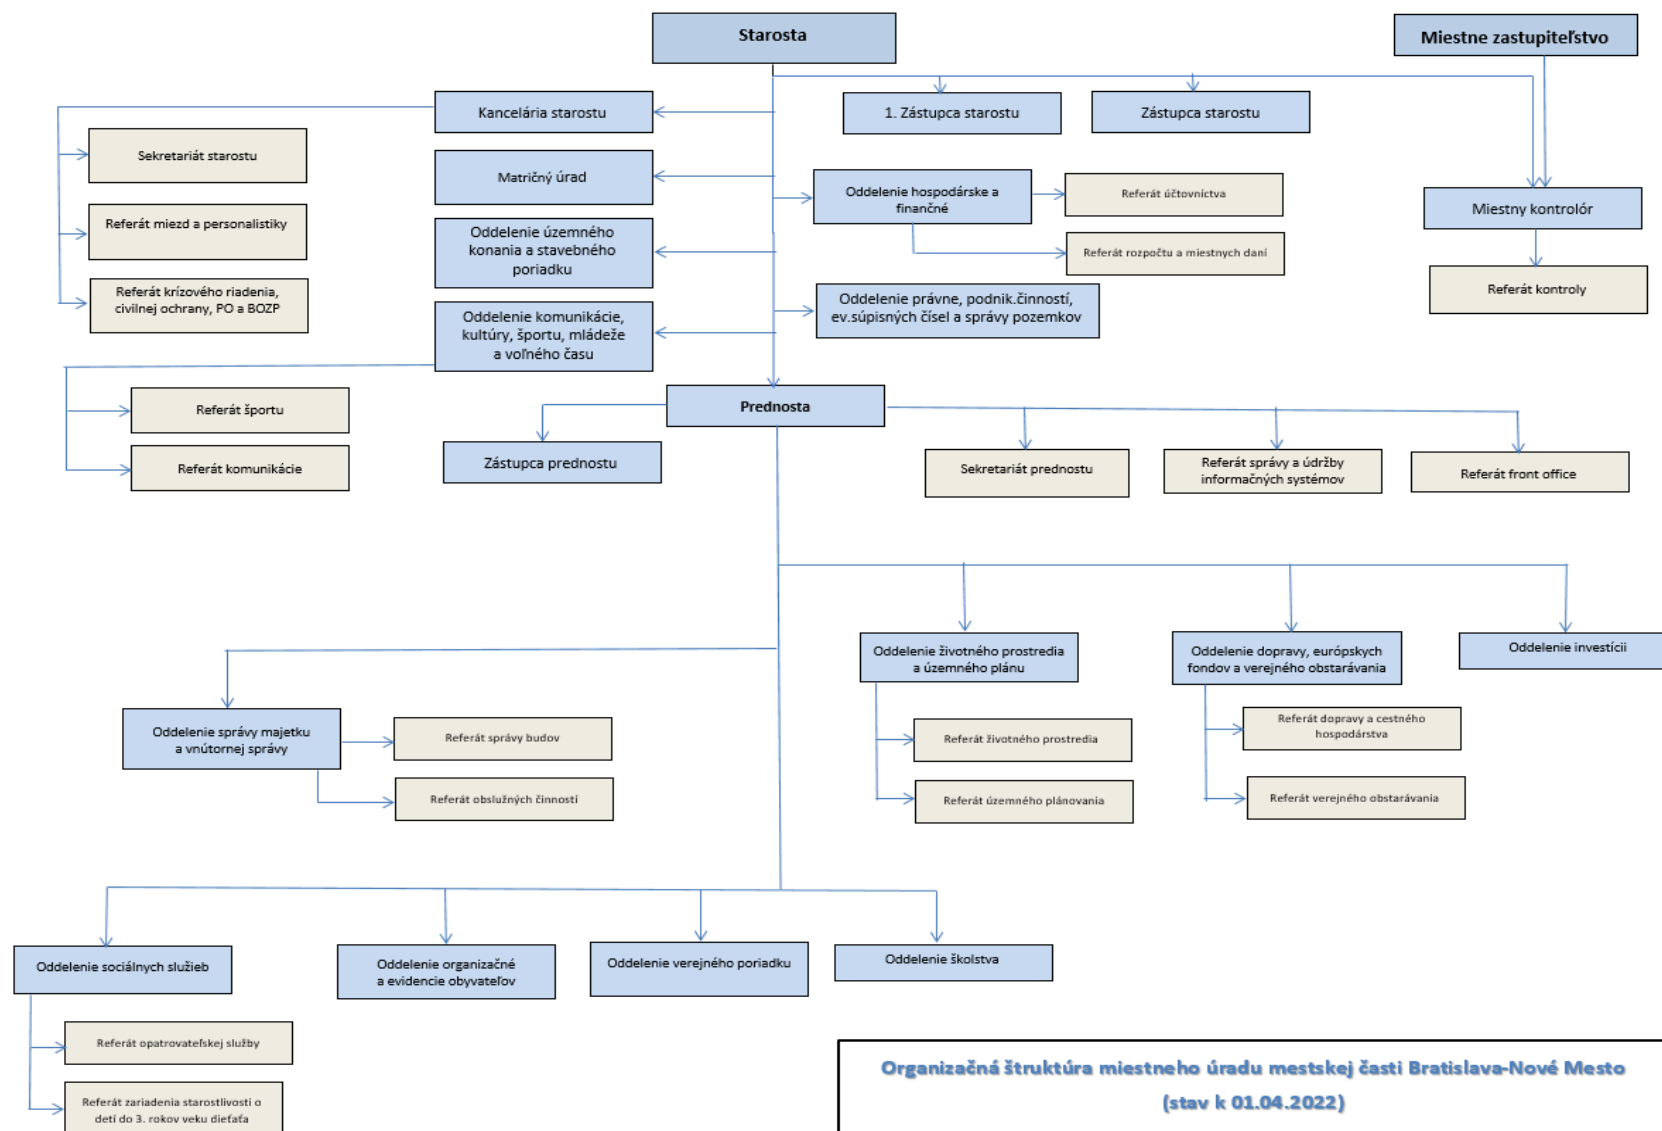 Starosta
Miestne zastupiteľstvo
Kancelária starostu
1. Zástupca starostu
Zástupca starostu
Sekretariát starostu
Matričný úrad
Oddelenie hospodárske a
finančné
Referát účtovníctva
Miestny kontrolór
Referát miezd a personalistiky
Oddelenie územného
konania a stavebného
poriadku
Referát rozpočtu a miestnych daní
Referát kontroly
Referát krízového riadenia,
civilnej ochrany, PO a BOZP
Oddelenie právne, podnik.činností,
ev.súpisných čísel a správy pozemkov
Oddelenie komunikácie,
kultúry, športu, mládeže
a voľného času
Referát športu
Prednosta
Referát komunikácie
Zástupca prednostu
Sekretariát prednostu
Referát správy a údržby
informačných systémov
Referát front office
Oddelenie životného prostredia
a územného plánu
Oddelenie dopravy, európskych
fondov a verejného obstarávania
Oddelenie investícii
Oddelenie správy majetku
a vnútornej správy
Referát správy budov
Referát životného prostredia
Referát dopravy a cestného
hospodárstva
Referát obslužných činností
Referát územného plánovania
Referát verejného obstarávania
Oddelenie sociálnych služieb
Oddelenie organizačné
a evidencie obyvateľov
Oddelenie verejného poriadku
Oddelenie školstva
Referát opatrovateľskej služby
Referát zariadenia starostlivosti o
detí do 3. rokov veku dieťaťa
Organizačná štruktúra miestneho úradu mestskej časti Bratislava-Nové Mesto
(stav k 01.04.2022)